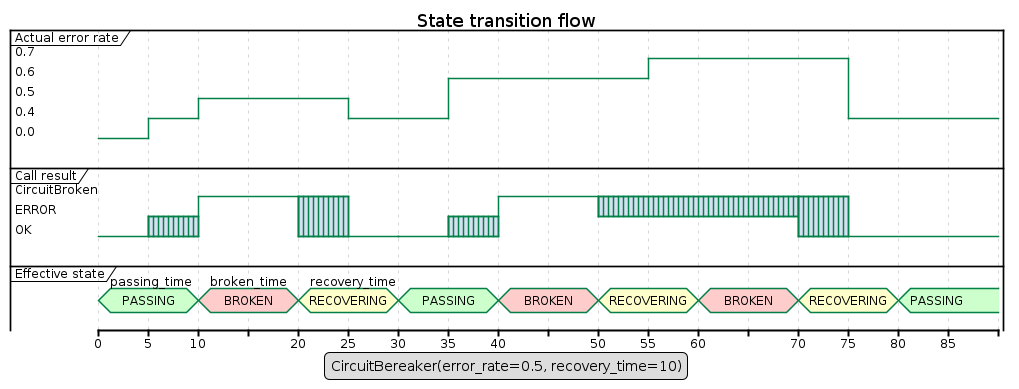 State transition flow
Actual error rate
0.7
0.6
0.5
0.4
0.0
Call result
CircuitBroken
ERROR
OK
Effective state
passing_time broken_time recovery_time
PASSING BROKEN RECOVERING PASSING BROKEN RECOVERING BROKEN RECOVERING PASSING
0 5 10 20 25 30 35 40 50 60 70 75 80 85
CircuitBereaker(error_rate=0.5, recovery_time=10)